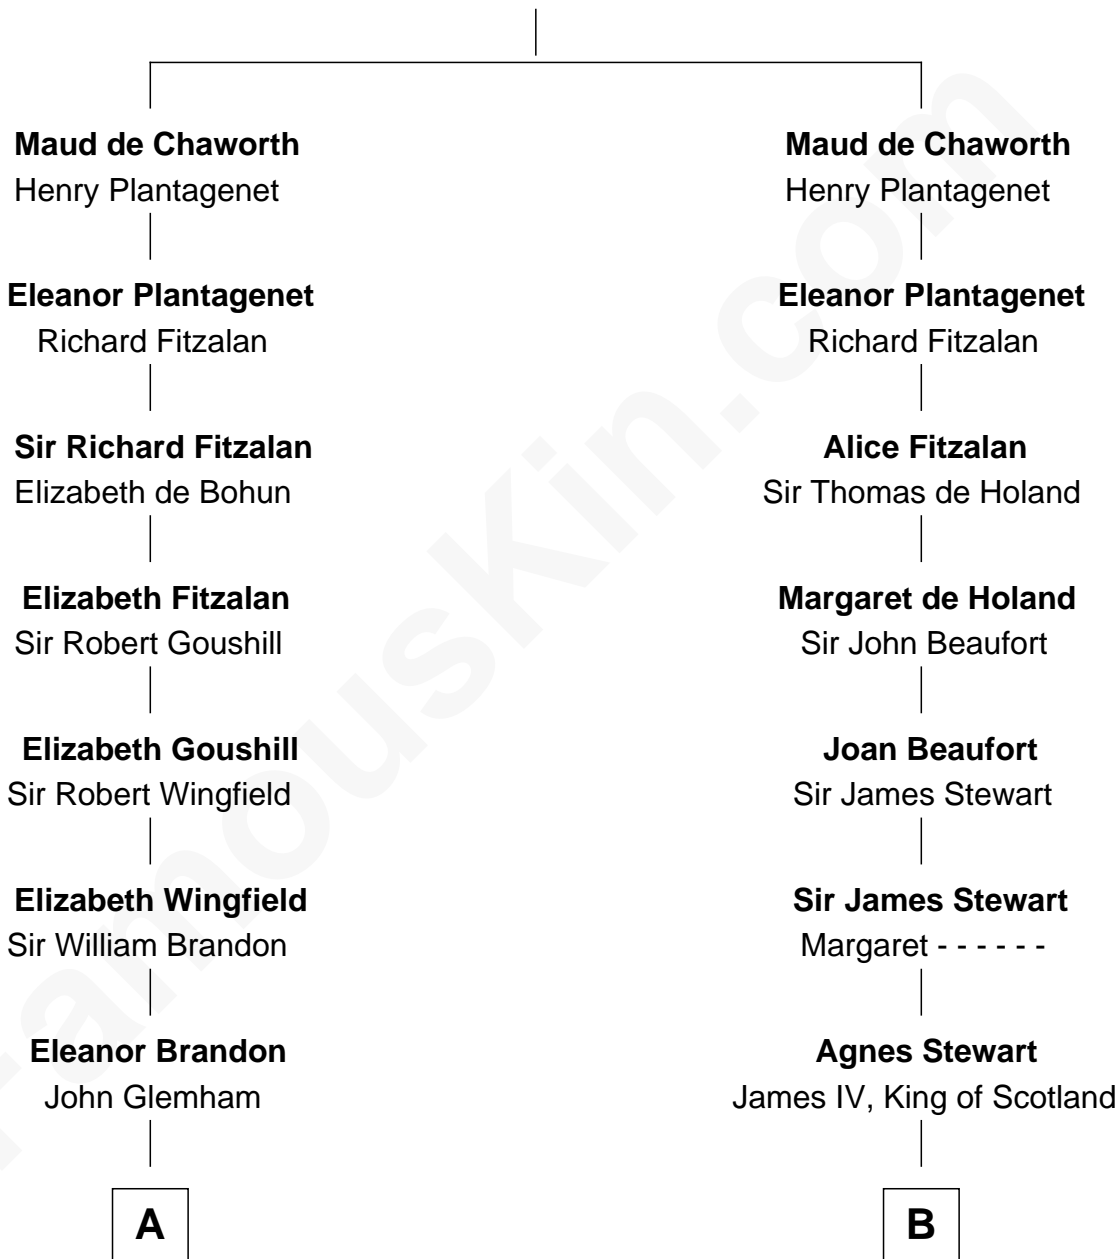 Maud de Chaworth
Henry Plantagenet
Eleanor Plantagenet
Richard Fitzalan
Sir Richard Fitzalan
Elizabeth de Bohun
Elizabeth Fitzalan
Sir Robert Goushill
Elizabeth Goushill
Sir Robert Wingfield
Elizabeth Wingfield
Sir William Brandon
Eleanor Brandon
John Glemham
A
Maud de Chaworth
Henry Plantagenet
Eleanor Plantagenet
Richard Fitzalan
Alice Fitzalan
Sir Thomas de Holand
Margaret de Holand
Sir John Beaufort
Joan Beaufort
Sir James Stewart
Sir James Stewart
Margaret - - - - - -
Agnes Stewart
James IV, King of Scotland
B
FamousKin.com